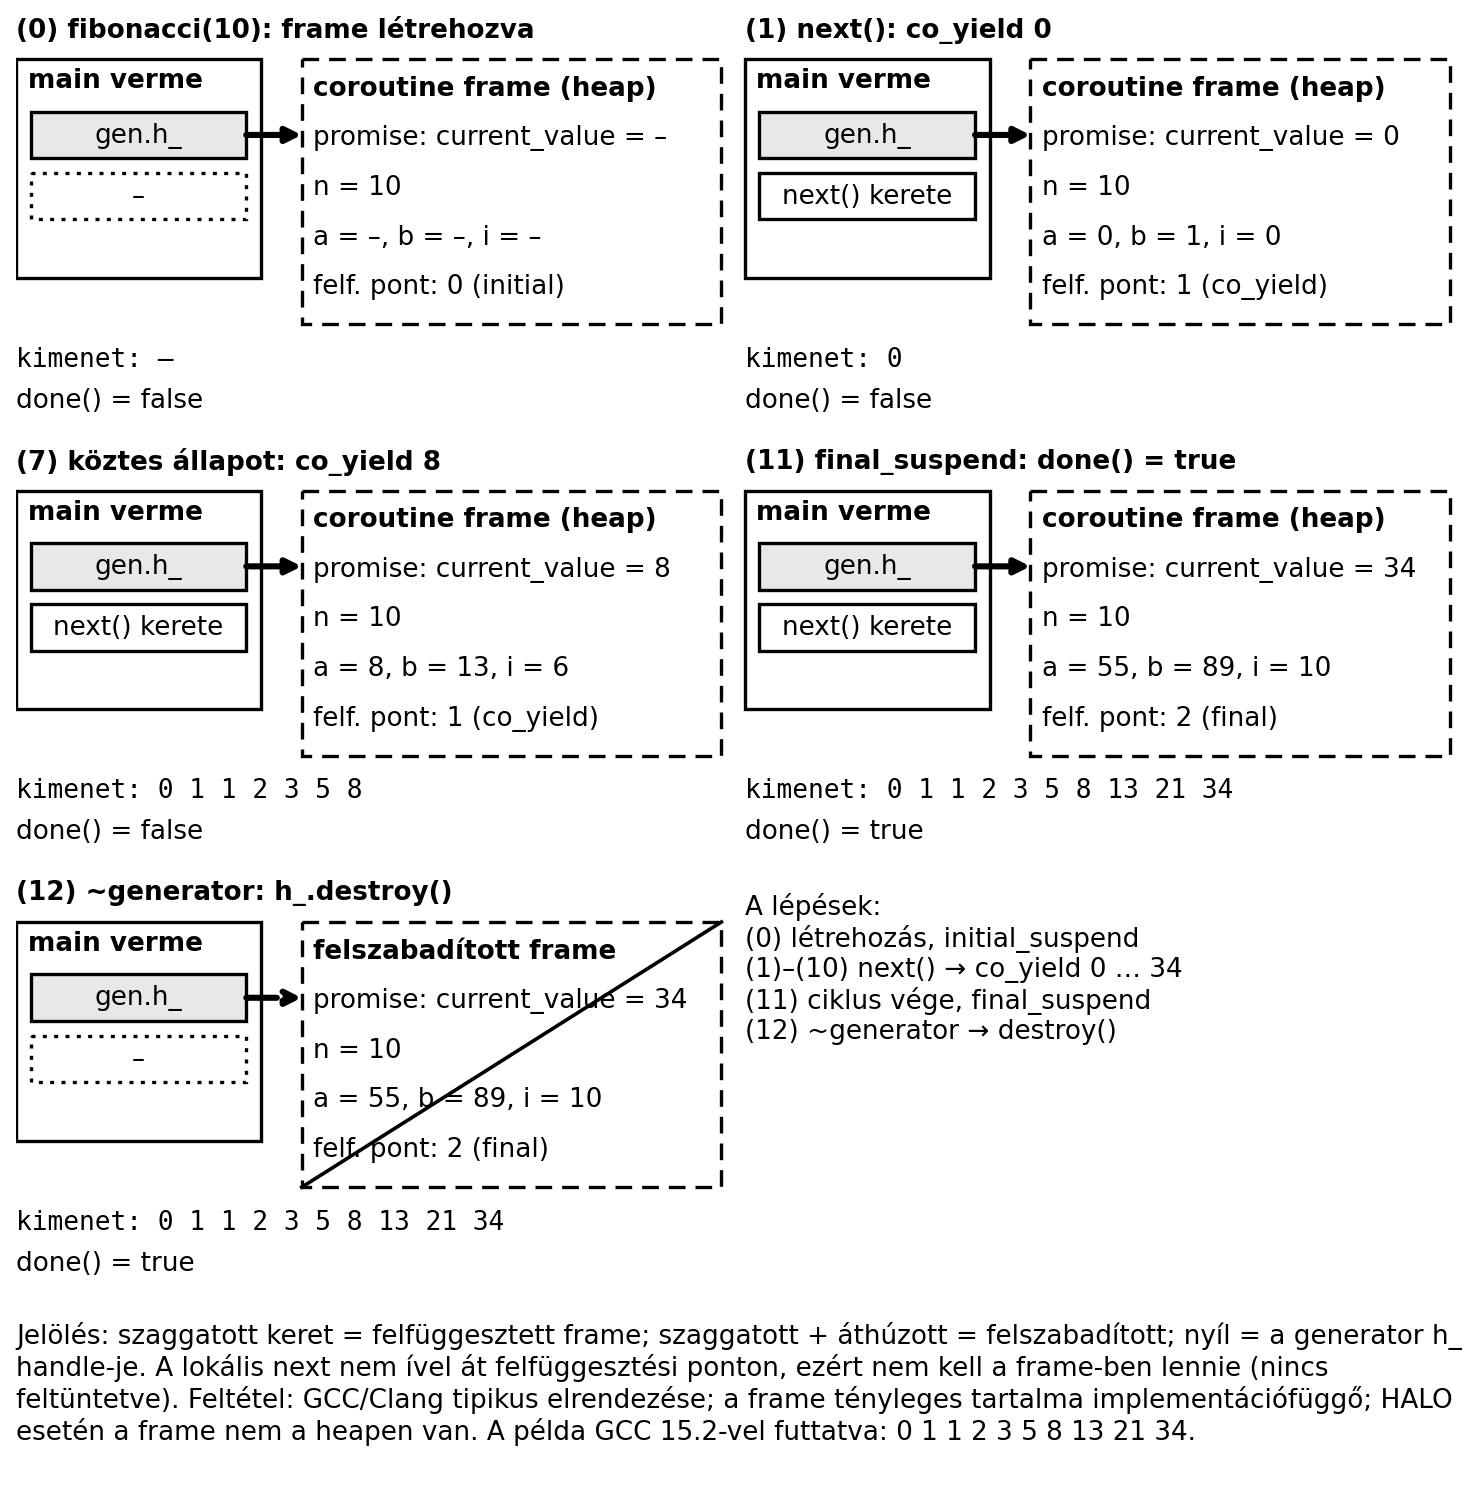 (0) fibonacci(10): frame létrehozva
main verme
gen.h_
–
coroutine frame (heap)
promise: current_value = –
n = 10
a = –, b = –, i = –
felf. pont: 0 (initial)
kimenet: –
done() = false
(1) next(): co_yield 0
main verme
gen.h_
next() kerete
coroutine frame (heap)
promise: current_value = 0
n = 10
a = 0, b = 1, i = 0
felf. pont: 1 (co_yield)
kimenet: 0
done() = false
(7) köztes állapot: co_yield 8
main verme
gen.h_
next() kerete
coroutine frame (heap)
promise: current_value = 8
n = 10
a = 8, b = 13, i = 6
felf. pont: 1 (co_yield)
kimenet: 0 1 1 2 3 5 8
done() = false
(11) final_suspend: done() = true
main verme
gen.h_
next() kerete
coroutine frame (heap)
promise: current_value = 34
n = 10
a = 55, b = 89, i = 10
felf. pont: 2 (final)
kimenet: 0 1 1 2 3 5 8 13 21 34
done() = true
(12) ~generator: h_.destroy()
main verme
gen.h_
–
felszabadított frame
promise: current_value = 34
n = 10
a = 55, b = 89, i = 10
felf. pont: 2 (final)
kimenet: 0 1 1 2 3 5 8 13 21 34
done() = true
A lépések:
(0) létrehozás, initial_suspend
(1)–(10) next() → co_yield 0 … 34
(11) ciklus vége, final_suspend
(12) ~generator → destroy()
Jelölés: szaggatott keret = felfüggesztett frame; szaggatott + áthúzott = felszabadított; nyíl = a generator h_
handle-je. A lokális next nem ível át felfüggesztési ponton, ezért nem kell a frame-ben lennie (nincs
feltüntetve). Feltétel: GCC/Clang tipikus elrendezése; a frame tényleges tartalma implementációfüggő; HALO
esetén a frame nem a heapen van. A példa GCC 15.2-vel futtatva: 0 1 1 2 3 5 8 13 21 34.